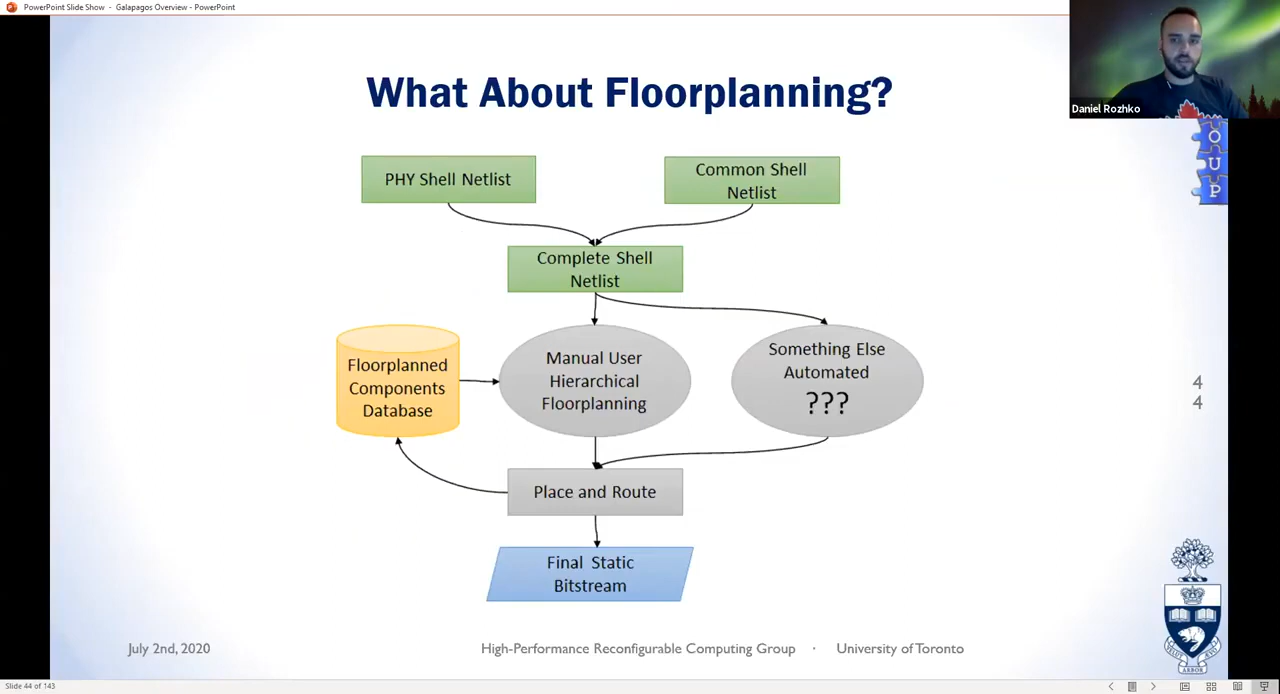 PowerPoint Slide Show - Galapagos Overview - PowerPoint
Daniel Rozhko
What About Floorplanning?
O
U
P
PHY Shell Netlist
Common Shell
Netlist
Complete Shell
Netlist
Floorplanned
Components
Database
Manual User
Hierarchical
Floorplanning
Something Else
Automated
???
4
4
Place and Route
Final Static
Bitstream
July 2nd, 2020
High-Performance Reconfigurable Computing Group · University of Toronto
Slide 44 of 143